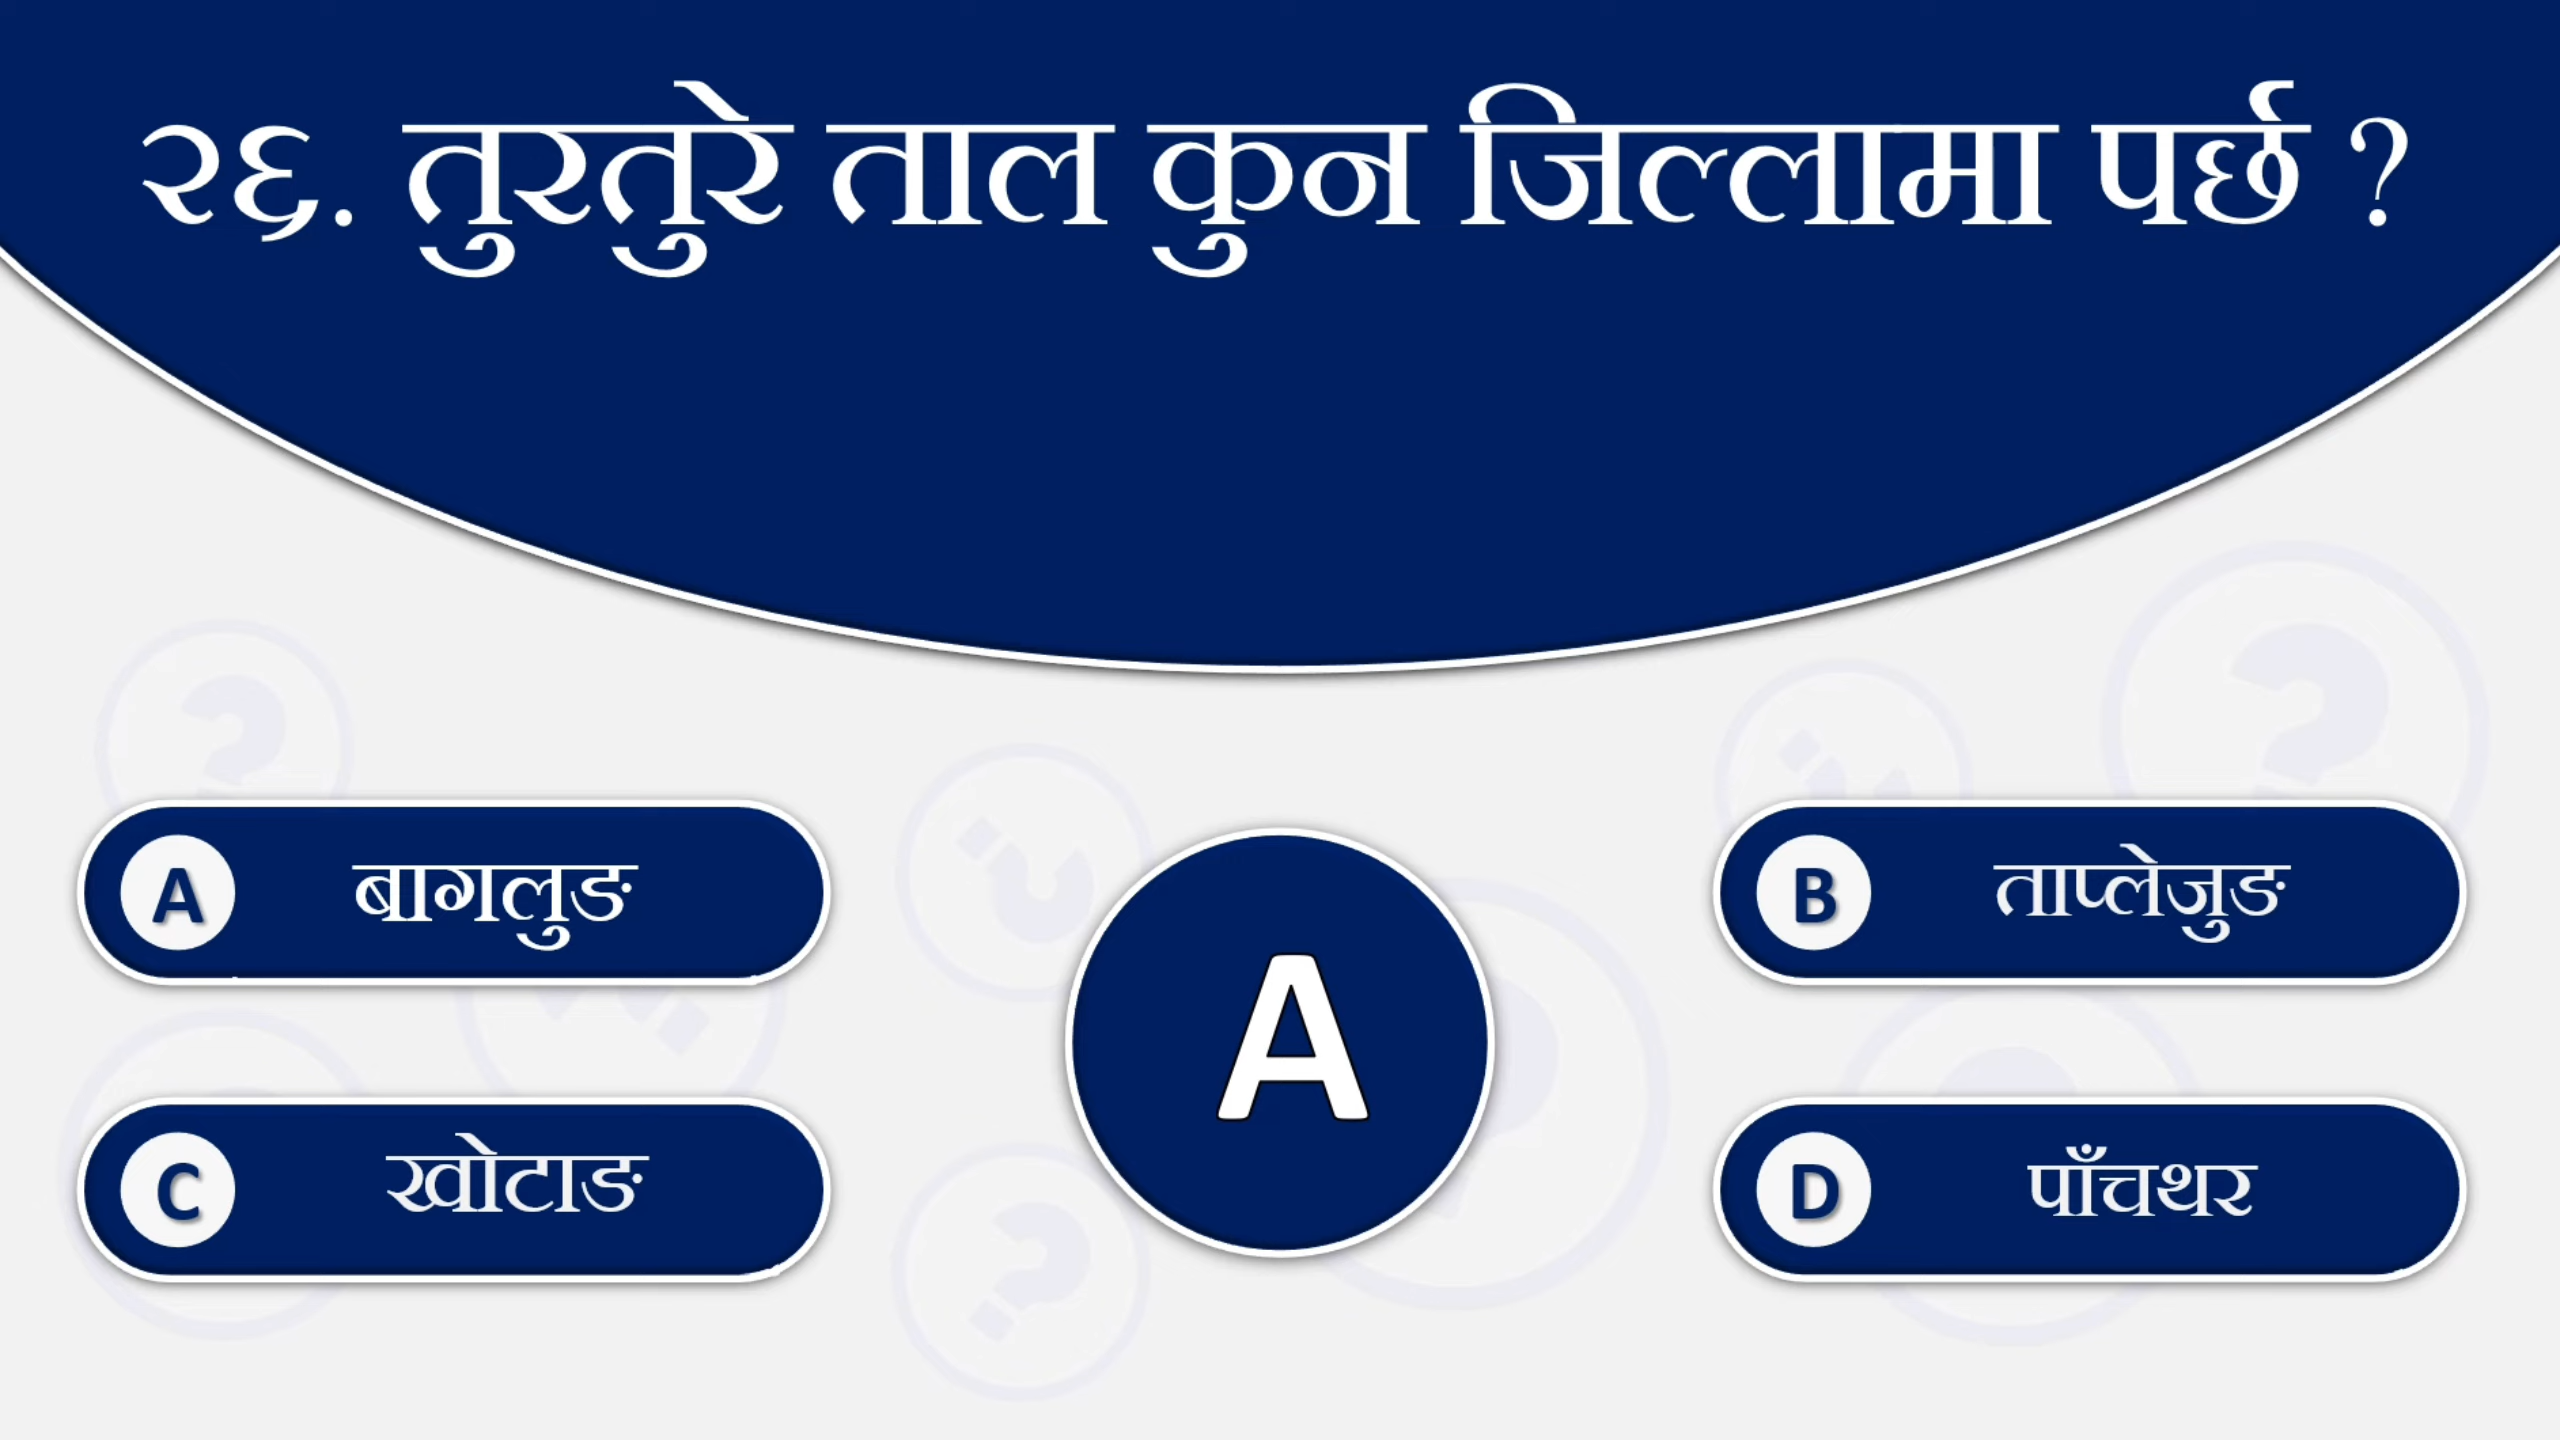 २६. तुरतुरे ताल कुन जिल्लामा पर्छ ?
A बागलुङ
B ताप्लेजुङ
A
C खोटाङ
D पाँचथर